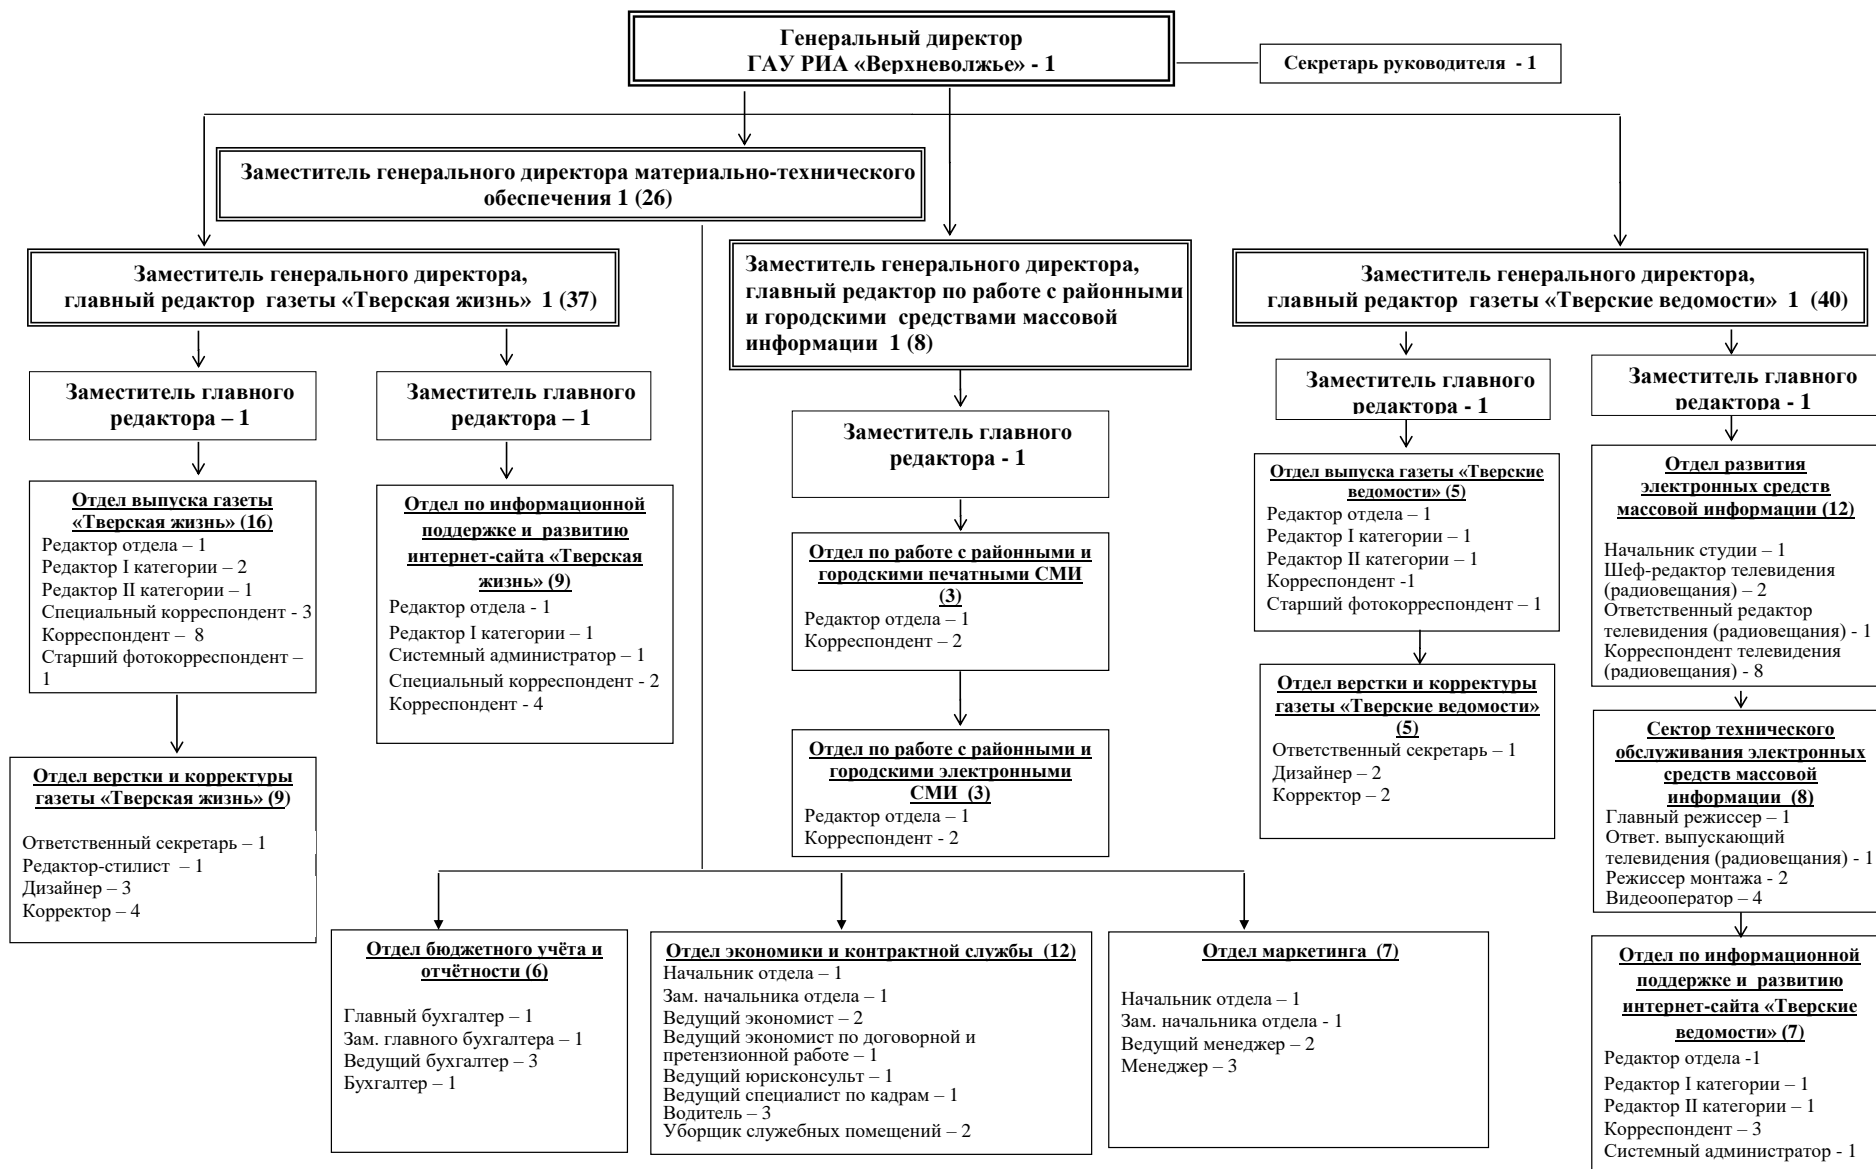 Генеральный директор
ГАУ РИА «Верхневолжье» - 1
Секретарь руководителя - 1
Заместитель генерального директора материально-технического
обеспечения 1 (26)
Заместитель генерального директора,
главный редактор газеты «Тверская жизнь» 1 (37)
Заместитель генерального директора,
главный редактор по работе с районными
и городскими средствами массовой
информации 1 (8)
Заместитель генерального директора,
главный редактор газеты «Тверские ведомости» 1 (40)
Заместитель главного
редактора – 1
Заместитель главного
редактора – 1
Заместитель главного
редактора - 1
Заместитель главного
редактора - 1
Заместитель главного
редактора - 1
Отдел выпуска газеты
«Тверская жизнь» (16)
Редактор отдела – 1
Редактор I категории – 2
Редактор II категории – 1
Специальный корреспондент - 3
Корреспондент – 8
Старший фотокорреспондент –
1
Отдел верстки и корректуры
газеты «Тверская жизнь» (9)
Ответственный секретарь – 1
Редактор-стилист – 1
Дизайнер – 3
Корректор – 4
Отдел по информационной
поддержке и развитию
интернет-сайта «Тверская
жизнь» (9)
Редактор отдела - 1
Редактор I категории – 1
Системный администратор – 1
Специальный корреспондент - 2
Корреспондент - 4
Отдел по работе с районными и
городскими печатными СМИ
(3)
Редактор отдела – 1
Корреспондент – 2
Отдел по работе с районными и
городскими электронными
СМИ (3)
Редактор отдела – 1
Корреспондент - 2
Отдел выпуска газеты «Тверские
ведомости» (5)
Редактор отдела – 1
Редактор I категории – 1
Редактор II категории – 1
Корреспондент -1
Старший фотокорреспондент – 1
Отдел верстки и корректуры
газеты «Тверские ведомости»
(5)
Ответственный секретарь – 1
Дизайнер – 2
Корректор – 2
Отдел развития
электронных средств
массовой информации (12)
Начальник студии – 1
Шеф-редактор телевидения
(радиовещания) – 2
Ответственный редактор
телевидения (радиовещания) - 1
Корреспондент телевидения
(радиовещания) - 8
Сектор технического
обслуживания электронных
средств массовой
информации (8)
Главный режиссер – 1
Ответ. выпускающий
телевидения (радиовещания) - 1
Режиссер монтажа - 2
Видеооператор – 4
Отдел по информационной
поддержке и развитию
интернет-сайта «Тверские
ведомости» (7)
Редактор отдела -1
Редактор I категории – 1
Редактор II категории – 1
Корреспондент – 3
Системный администратор - 1
Отдел бюджетного учёта и
отчётности (6)
Главный бухгалтер – 1
Зам. главного бухгалтера – 1
Ведущий бухгалтер – 3
Бухгалтер – 1
Отдел экономики и контрактной службы (12)
Начальник отдела – 1
Зам. начальника отдела – 1
Ведущий экономист – 2
Ведущий экономист по договорной и
претензионной работе – 1
Ведущий юрисконсульт – 1
Ведущий специалист по кадрам – 1
Водитель – 3
Уборщик служебных помещений – 2
Отдел маркетинга (7)
Начальник отдела – 1
Зам. начальника отдела - 1
Ведущий менеджер – 2
Менеджер – 3